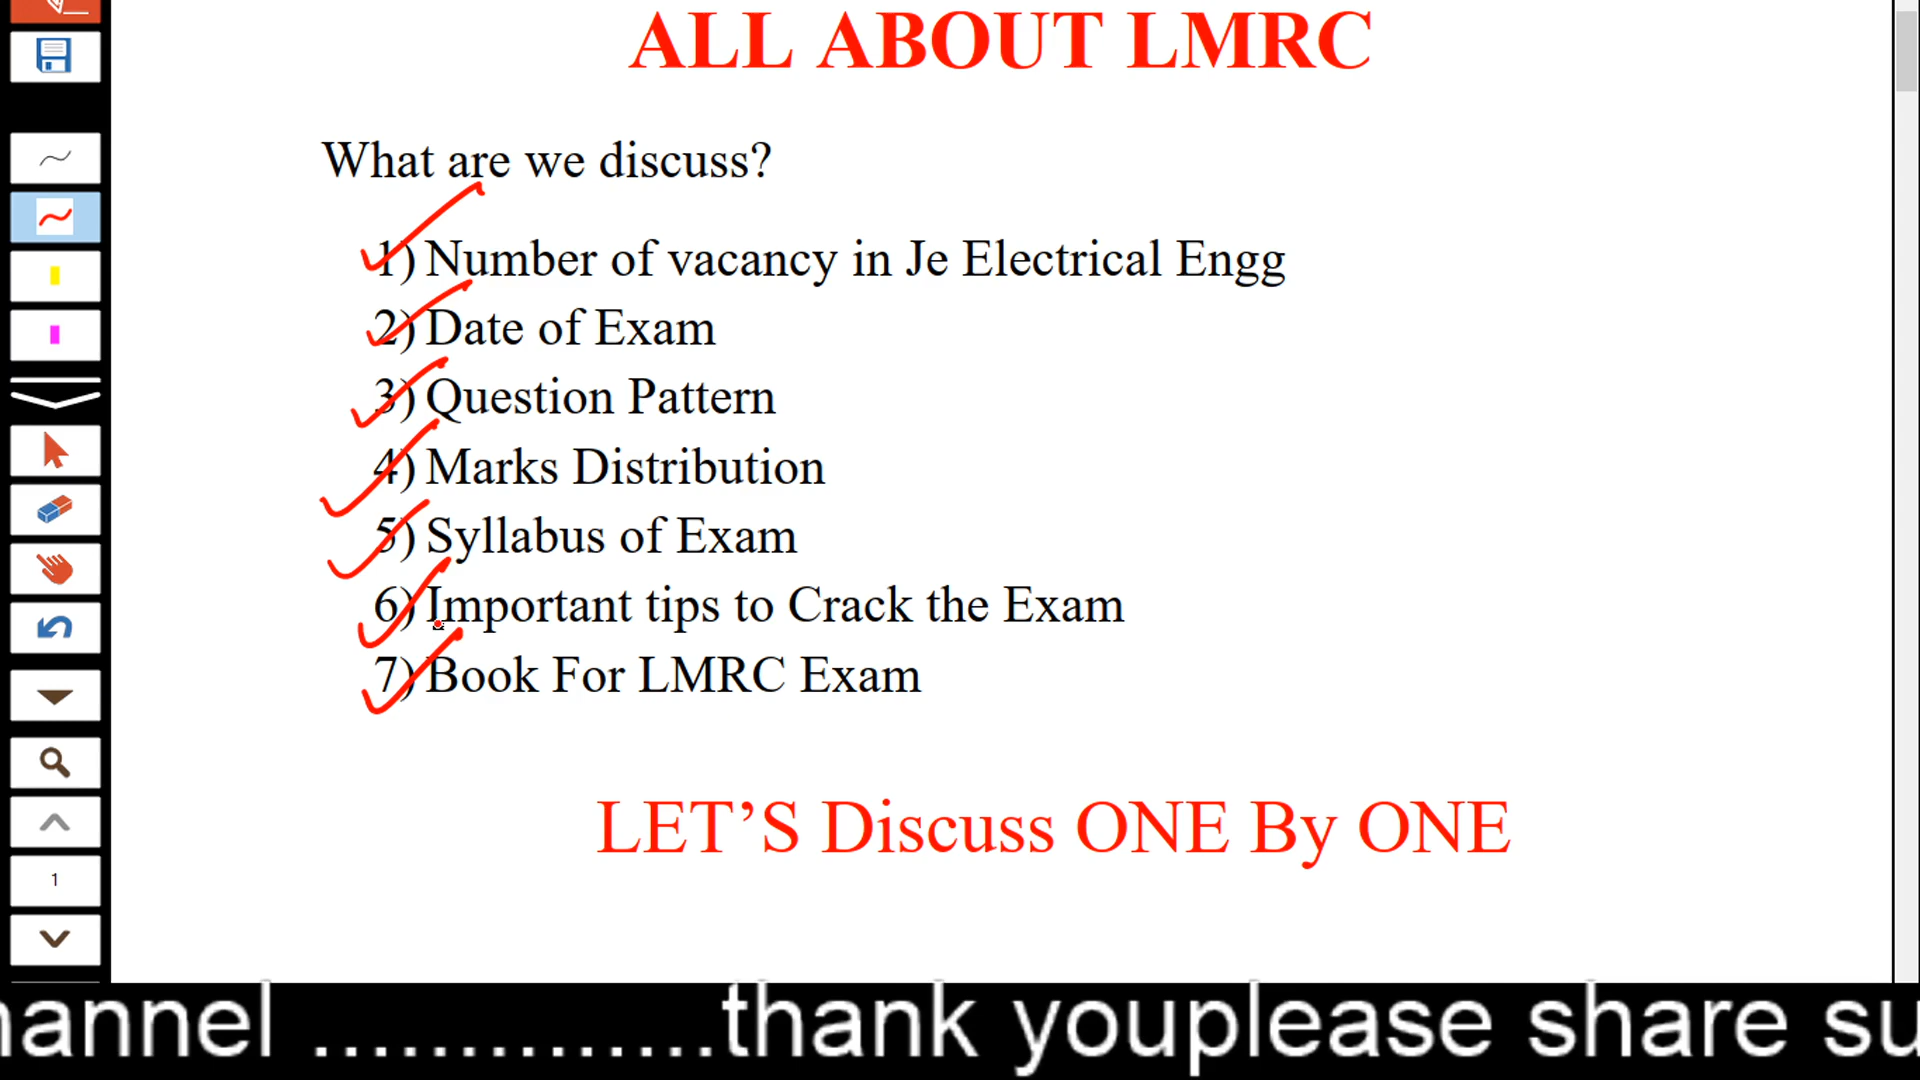 ALL ABOUT LMRC
What are we discuss?
1) Number of vacancy in Je Electrical Engg
2) Date of Exam
3) Question Pattern
4) Marks Distribution
5) Syllabus of Exam
6) Important tips to Crack the Exam
7) Book For LMRC Exam
LET’S Discuss ONE By ONE
1
hannel ..............thank youplease share su